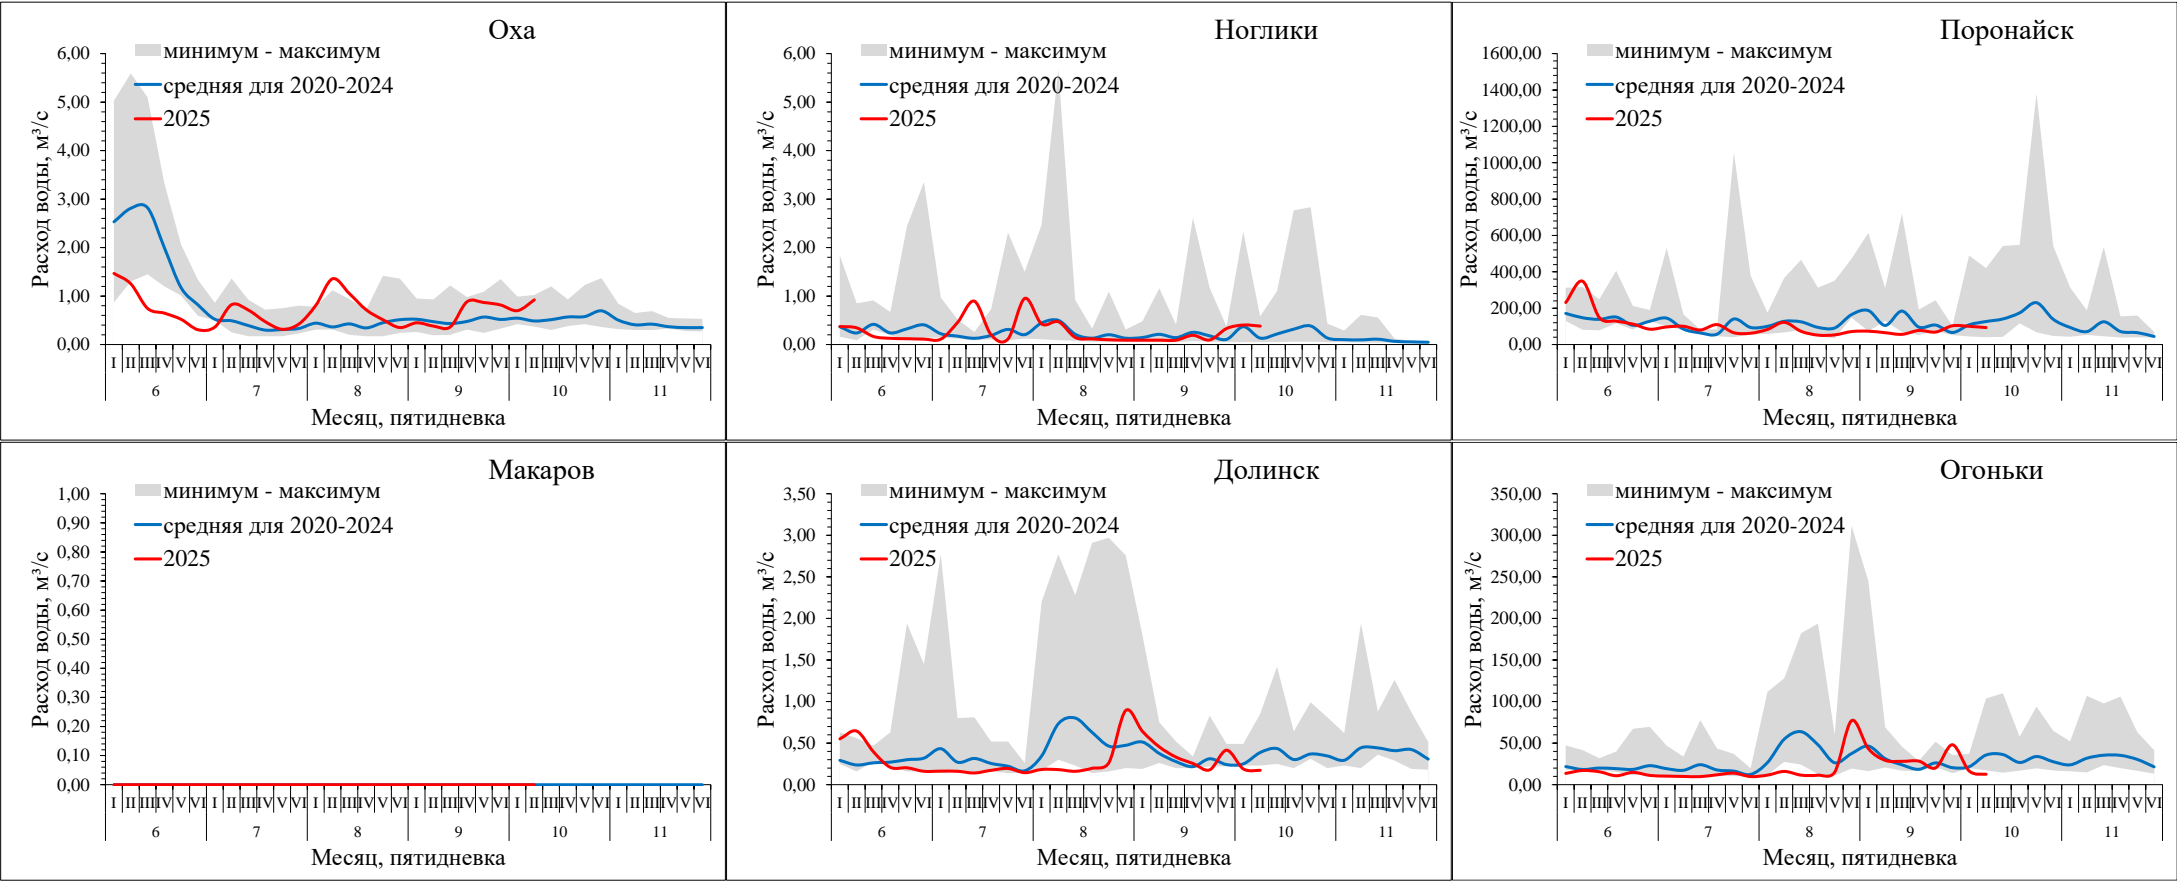 Оха
минимум - максимум
средняя для 2020-2024
2025
Расход воды, м³/с
6,00
5,00
4,00
3,00
2,00
1,00
0,00
I II III IV V VI I II III IV V VI I II III IV V VI I II III IV V VI I II III IV V VI I II III IV V VI
6 7 8 9 10 11
Месяц, пятидневка
Ноглики
минимум - максимум
средняя для 2020-2024
2025
Расход воды, м³/с
6,00
5,00
4,00
3,00
2,00
1,00
0,00
I II III IV V VI I II III IV V VI I II III IV V VI I II III IV V VI I II III IV V VI I II III IV V VI
6 7 8 9 10 11
Месяц, пятидневка
Поронайск
минимум - максимум
средняя для 2020-2024
2025
Расход воды, м³/с
1600,00
1400,00
1200,00
1000,00
800,00
600,00
400,00
200,00
0,00
I II III IV V VI I II III IV V VI I II III IV V VI I II III IV V VI I II III IV V VI I II III IV V VI
6 7 8 9 10 11
Месяц, пятидневка
Макаров
минимум - максимум
средняя для 2020-2024
2025
Расход воды, м³/с
1,00
0,90
0,80
0,70
0,60
0,50
0,40
0,30
0,20
0,10
0,00
I II III IV V VI I II III IV V VI I II III IV V VI I II III IV V VI I II III IV V VI I II III IV V VI
6 7 8 9 10 11
Месяц, пятидневка
Долинск
минимум - максимум
средняя для 2020-2024
2025
Расход воды, м³/с
3,50
3,00
2,50
2,00
1,50
1,00
0,50
0,00
I II III IV V VI I II III IV V VI I II III IV V VI I II III IV V VI I II III IV V VI I II III IV V VI
6 7 8 9 10 11
Месяц, пятидневка
Огоньки
минимум - максимум
средняя для 2020-2024
2025
Расход воды, м³/с
350,00
300,00
250,00
200,00
150,00
100,00
50,00
0,00
I II III IV V VI I II III IV V VI I II III IV V VI I II III IV V VI I II III IV V VI I II III IV V VI
6 7 8 9 10 11
Месяц, пятидневка